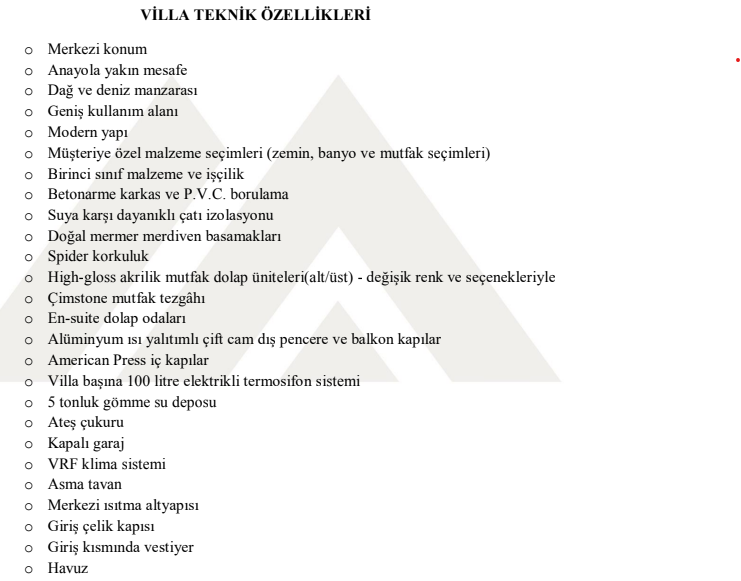 VİLLA TEKNİK ÖZELLİKLERİ
o Merkezi konum
o Anayola yakın mesafe
o Dağ ve deniz manzarası
o Geniş kullanım alanı
o Modern yapı
o Müşteriye özel malzeme seçimleri (zemin, banyo ve mutfak seçimleri)
o Birinci sınıf malzeme ve işçilik
o Betonarme karkas ve P.V.C. borulama
o Suya karşı dayanıklı çatı izolasyonu
o Doğal mermer merdiven basamakları
o Spider korkuluk
o High-gloss akrilik mutfak dolap üniteleri(alt/üst) - değişik renk ve seçenekleriyle
o Çimstone mutfak tezgâhı
o En-suite dolap odaları
o Alüminyum ısı yalıtımlı çift cam dış pencere ve balkon kapılar
o American Press iç kapılar
o Villa başına 100 litre elektrikli termosifon sistemi
o 5 tonluk gömme su deposu
o Ateş çukuru
o Kapalı garaj
o VRF klima sistemi
o Asma tavan
o Merkezi ısıtma altyapısı
o Giriş çelik kapısı
o Giriş kısmında vestiyer
o Havuz